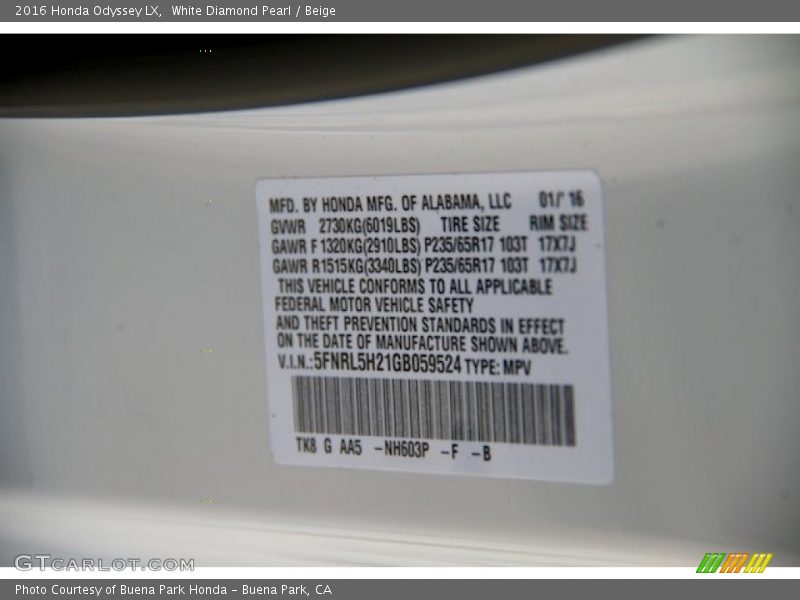 2016 Honda Odyssey LX,  White Diamond Pearl / Beige
MFD. BY HONDA MFG. OF ALABAMA, LLC 01/' 16
GVWR 2730KG(6019LBS) TIRE SIZE RIM SIZE
GAWR F 1320KG(2910LBS) P235/65R17 103T 17X7J
GAWR R1515KG(3340LBS) P235/65R17 103T 17X7J
THIS VEHICLE CONFORMS TO ALL APPLICABLE
FEDERAL MOTOR VEHICLE SAFETY
AND THEFT PREVENTION STANDARDS IN EFFECT
ON THE DATE OF MANUFACTURE SHOWN ABOVE.
V.I.N.:5FNRL5H21GB059524 TYPE: MPV
TK8 G AA5 -NH603P -F -B
GTCARLOT.COM
Photo Courtesy of Buena Park Honda - Buena Park, CA